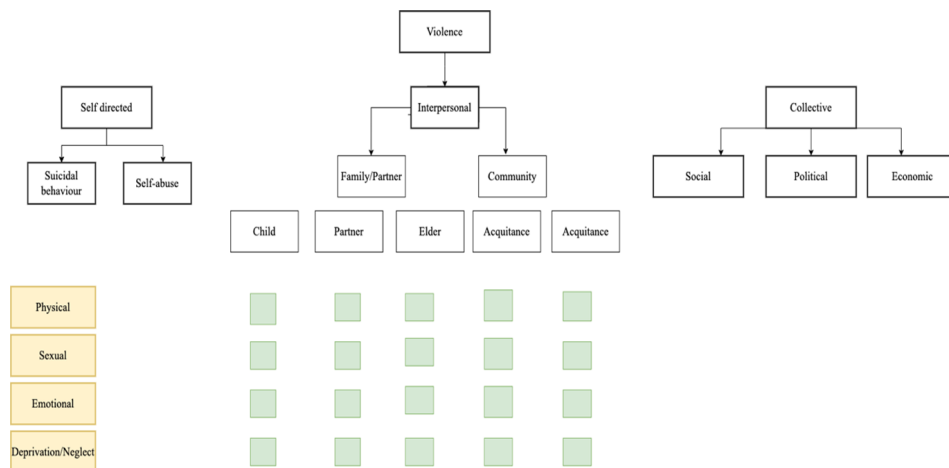 Violence
Self directed
Interpersonal
Collective
Suicidal
behaviour
Self-abuse
Family/Partner
Community
Social
Political
Economic
Child
Partner
Elder
Acquitance
Acquitance
Physical
Sexual
Emotional
Deprivation/Neglect